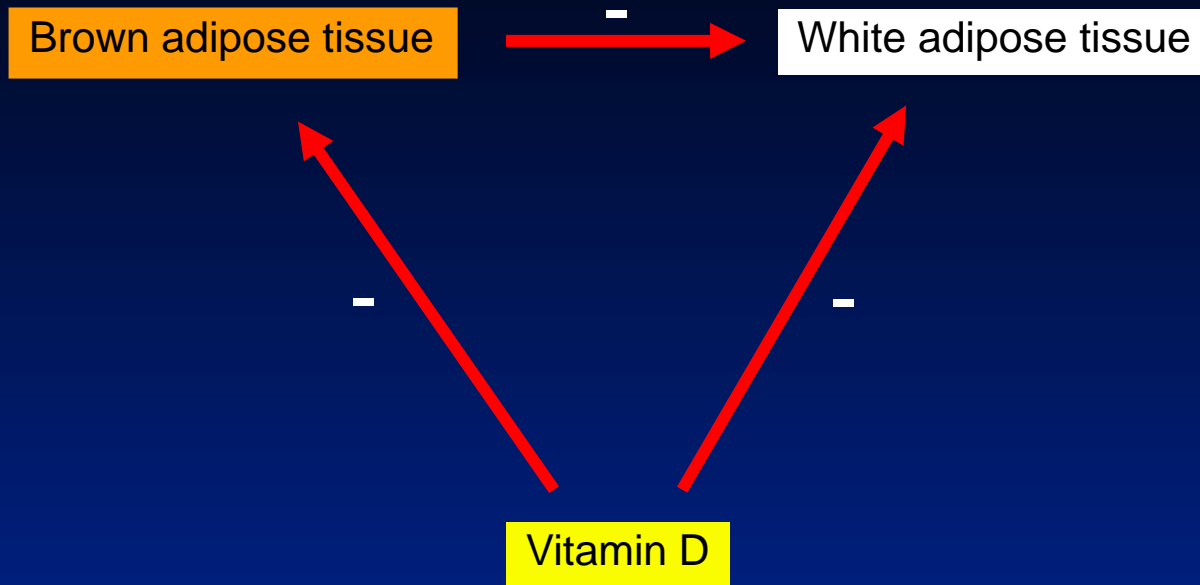 -
Brown adipose tissue
White adipose tissue
-
-
Vitamin D